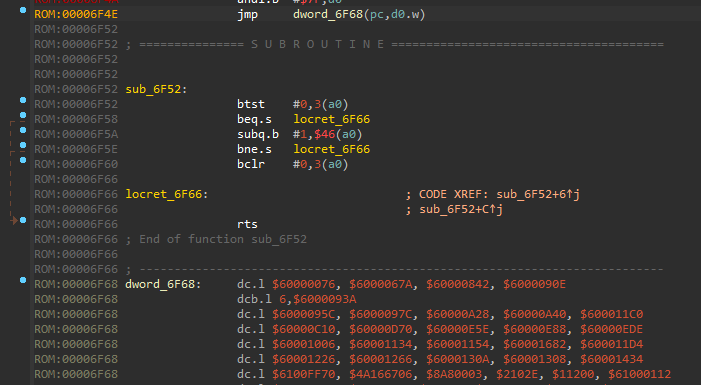 ROM:00006F4E jmp dword_6F68(pc,d0.w)
ROM:00006F52
ROM:00006F52 ; =============== S U B R O U T I N E =======================================
ROM:00006F52
ROM:00006F52
ROM:00006F52 sub_6F52:
ROM:00006F52 btst #0,3(a0)
ROM:00006F58 beq.s locret_6F66
ROM:00006F5A subq.b #1,$46(a0)
ROM:00006F5E bne.s locret_6F66
ROM:00006F60 bclr #0,3(a0)
ROM:00006F66
ROM:00006F66 locret_6F66: ; CODE XREF: sub_6F52+6↑j
ROM:00006F66 ; sub_6F52+C↑j
ROM:00006F66 rts
ROM:00006F66 ; End of function sub_6F52
ROM:00006F66
ROM:00006F66 ; ---------------------------------------------------------------------------
ROM:00006F68 dword_6F68: dc.l $60000076, $6000067A, $60000842, $6000090E
ROM:00006F68 dcb.l 6,$6000093A
ROM:00006F68 dc.l $6000095C, $6000097C, $60000A28, $60000A40, $600011C0
ROM:00006F68 dc.l $60000C10, $60000D70, $60000E5E, $60000E88, $60000EDE
ROM:00006F68 dc.l $60001006, $60001134, $60001154, $60001682, $600011D4
ROM:00006F68 dc.l $60001226, $60001266, $6000130A, $60001308, $60001434
ROM:00006F68 dc.l $6100FF70, $4A166706, $8A80003, $2102E, $11200, $61000112